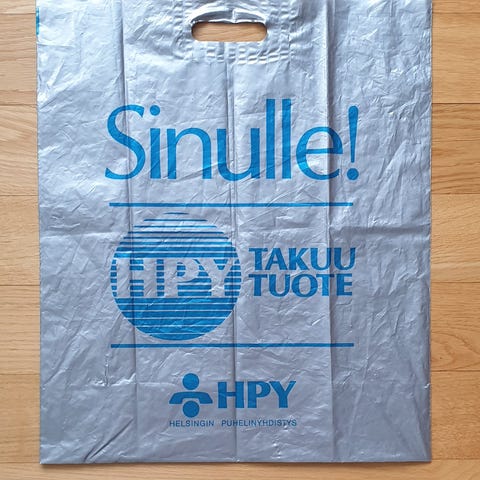 Sinulle!
HPY TAKUU
TUOTE
HPY
HELSINGIN PUHELINYHDISTYS